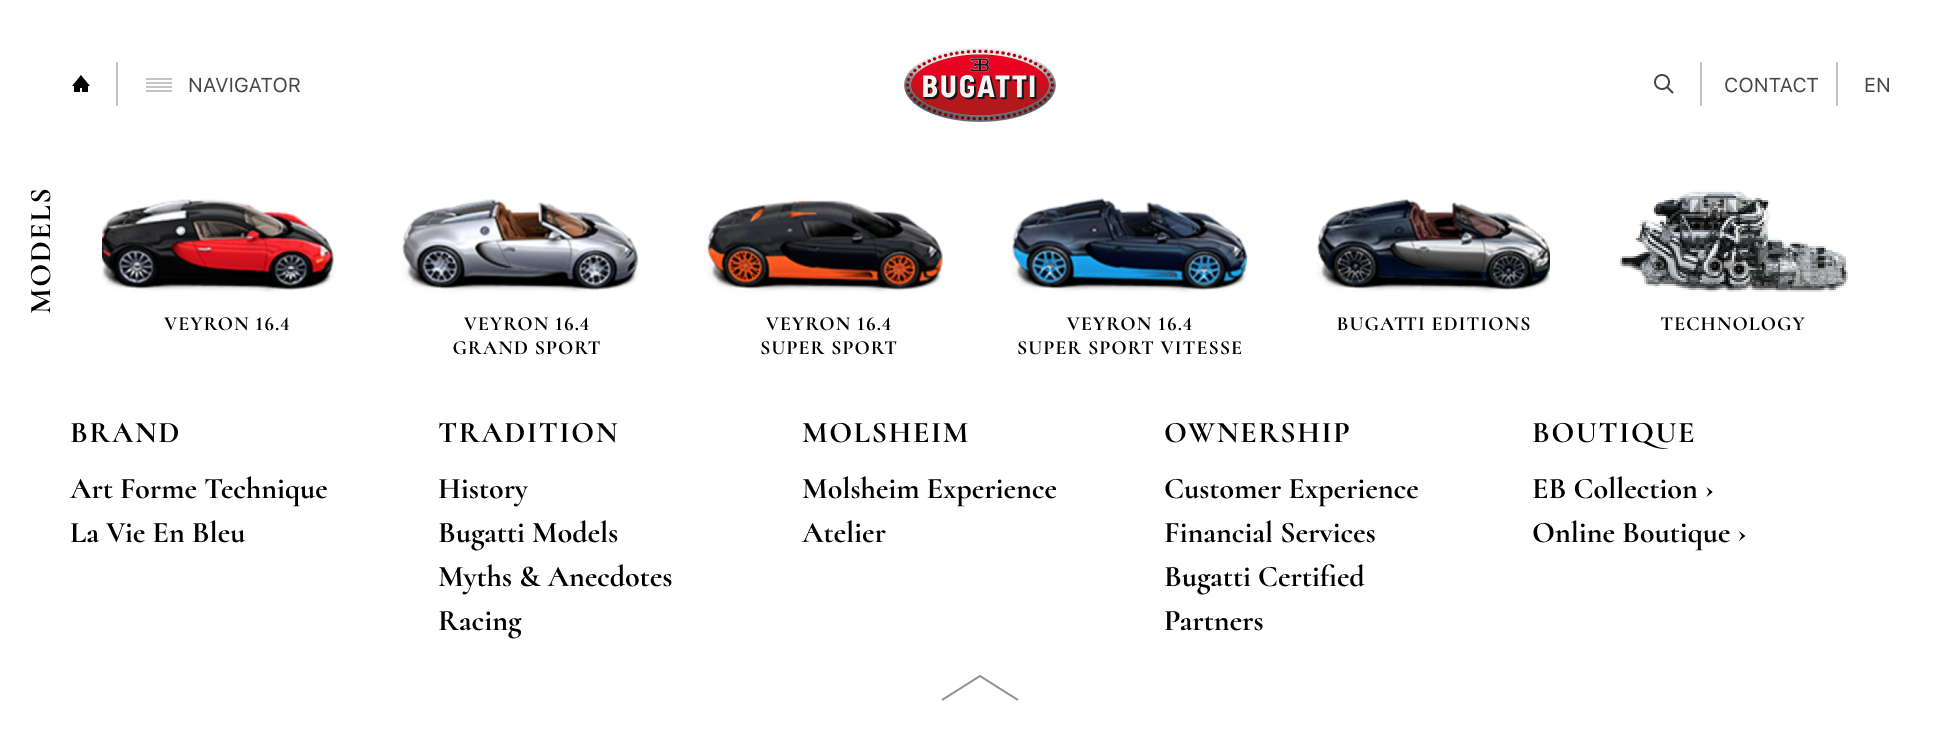 NAVIGATOR
EB
BUGATTI
CONTACT
EN
MODELS
VEYRON 16.4
VEYRON 16.4
GRAND SPORT
VEYRON 16.4
SUPER SPORT
VEYRON 16.4
SUPER SPORT VITESSE
BUGATTI EDITIONS
TECHNOLOGY
BRAND
Art Forme Technique
La Vie En Bleu
TRADITION
History
Bugatti Models
Myths & Anecdotes
Racing
MOLSHEIM
Molsheim Experience
Atelier
OWNERSHIP
Customer Experience
Financial Services
Bugatti Certified
Partners
BOUTIQUE
EB Collection ›
Online Boutique ›